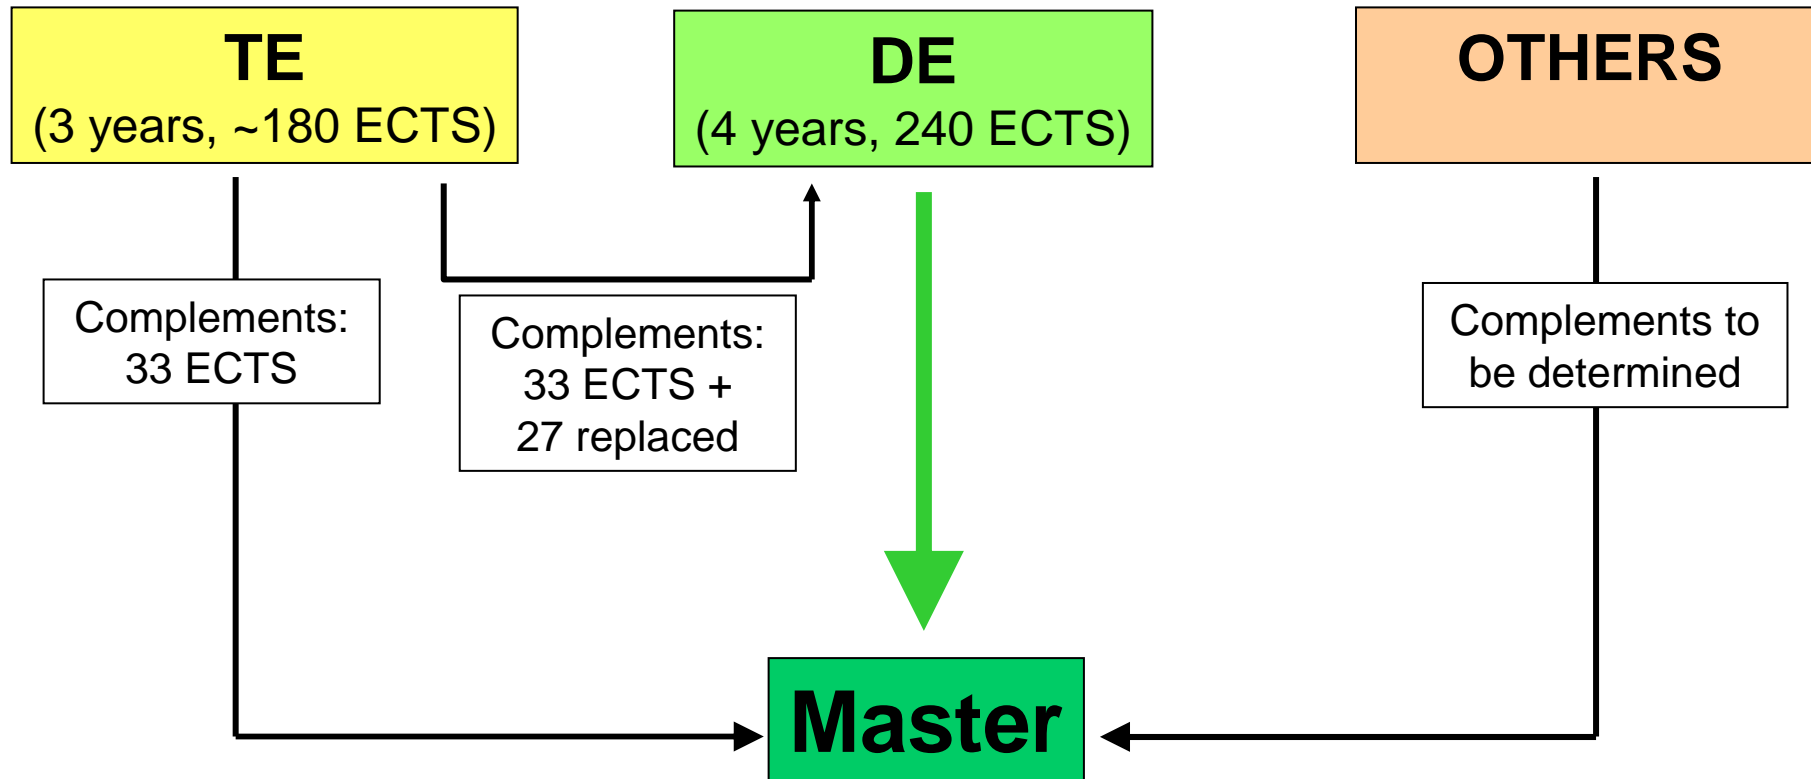 TE
(3 years, ~180 ECTS)
DE
(4 years, 240 ECTS)
OTHERS
Complements:
33 ECTS
Complements:
33 ECTS +
27 replaced
Complements to
be determined
Master